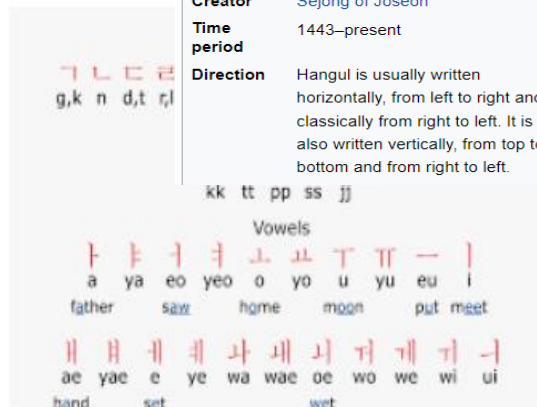 Creator Sejong of Joseon
Time period 1443–present
Direction Hangul is usually written
horizontally, from left to right and
classically from right to left. It is
also written vertically, from top to
bottom and from right to left.
ㄱ ㄴ ㄷ ㄹ
g,k n d,t r,l
kk tt pp ss jj
Vowels
ㅏ ㅑ ㅓ ㅕ ㅗ ㅛ ㅜ ㅠ ㅡ ㅣ
a ya eo yeo o yo u yu eu i
father saw home moon put meet
ㅐ ㅒ ㅔ ㅖ ㅘ ㅙ ㅚ ㅝ ㅞ ㅟ ㅢ
ae yae e ye wa wae oe wo we wi ui
hand set wet